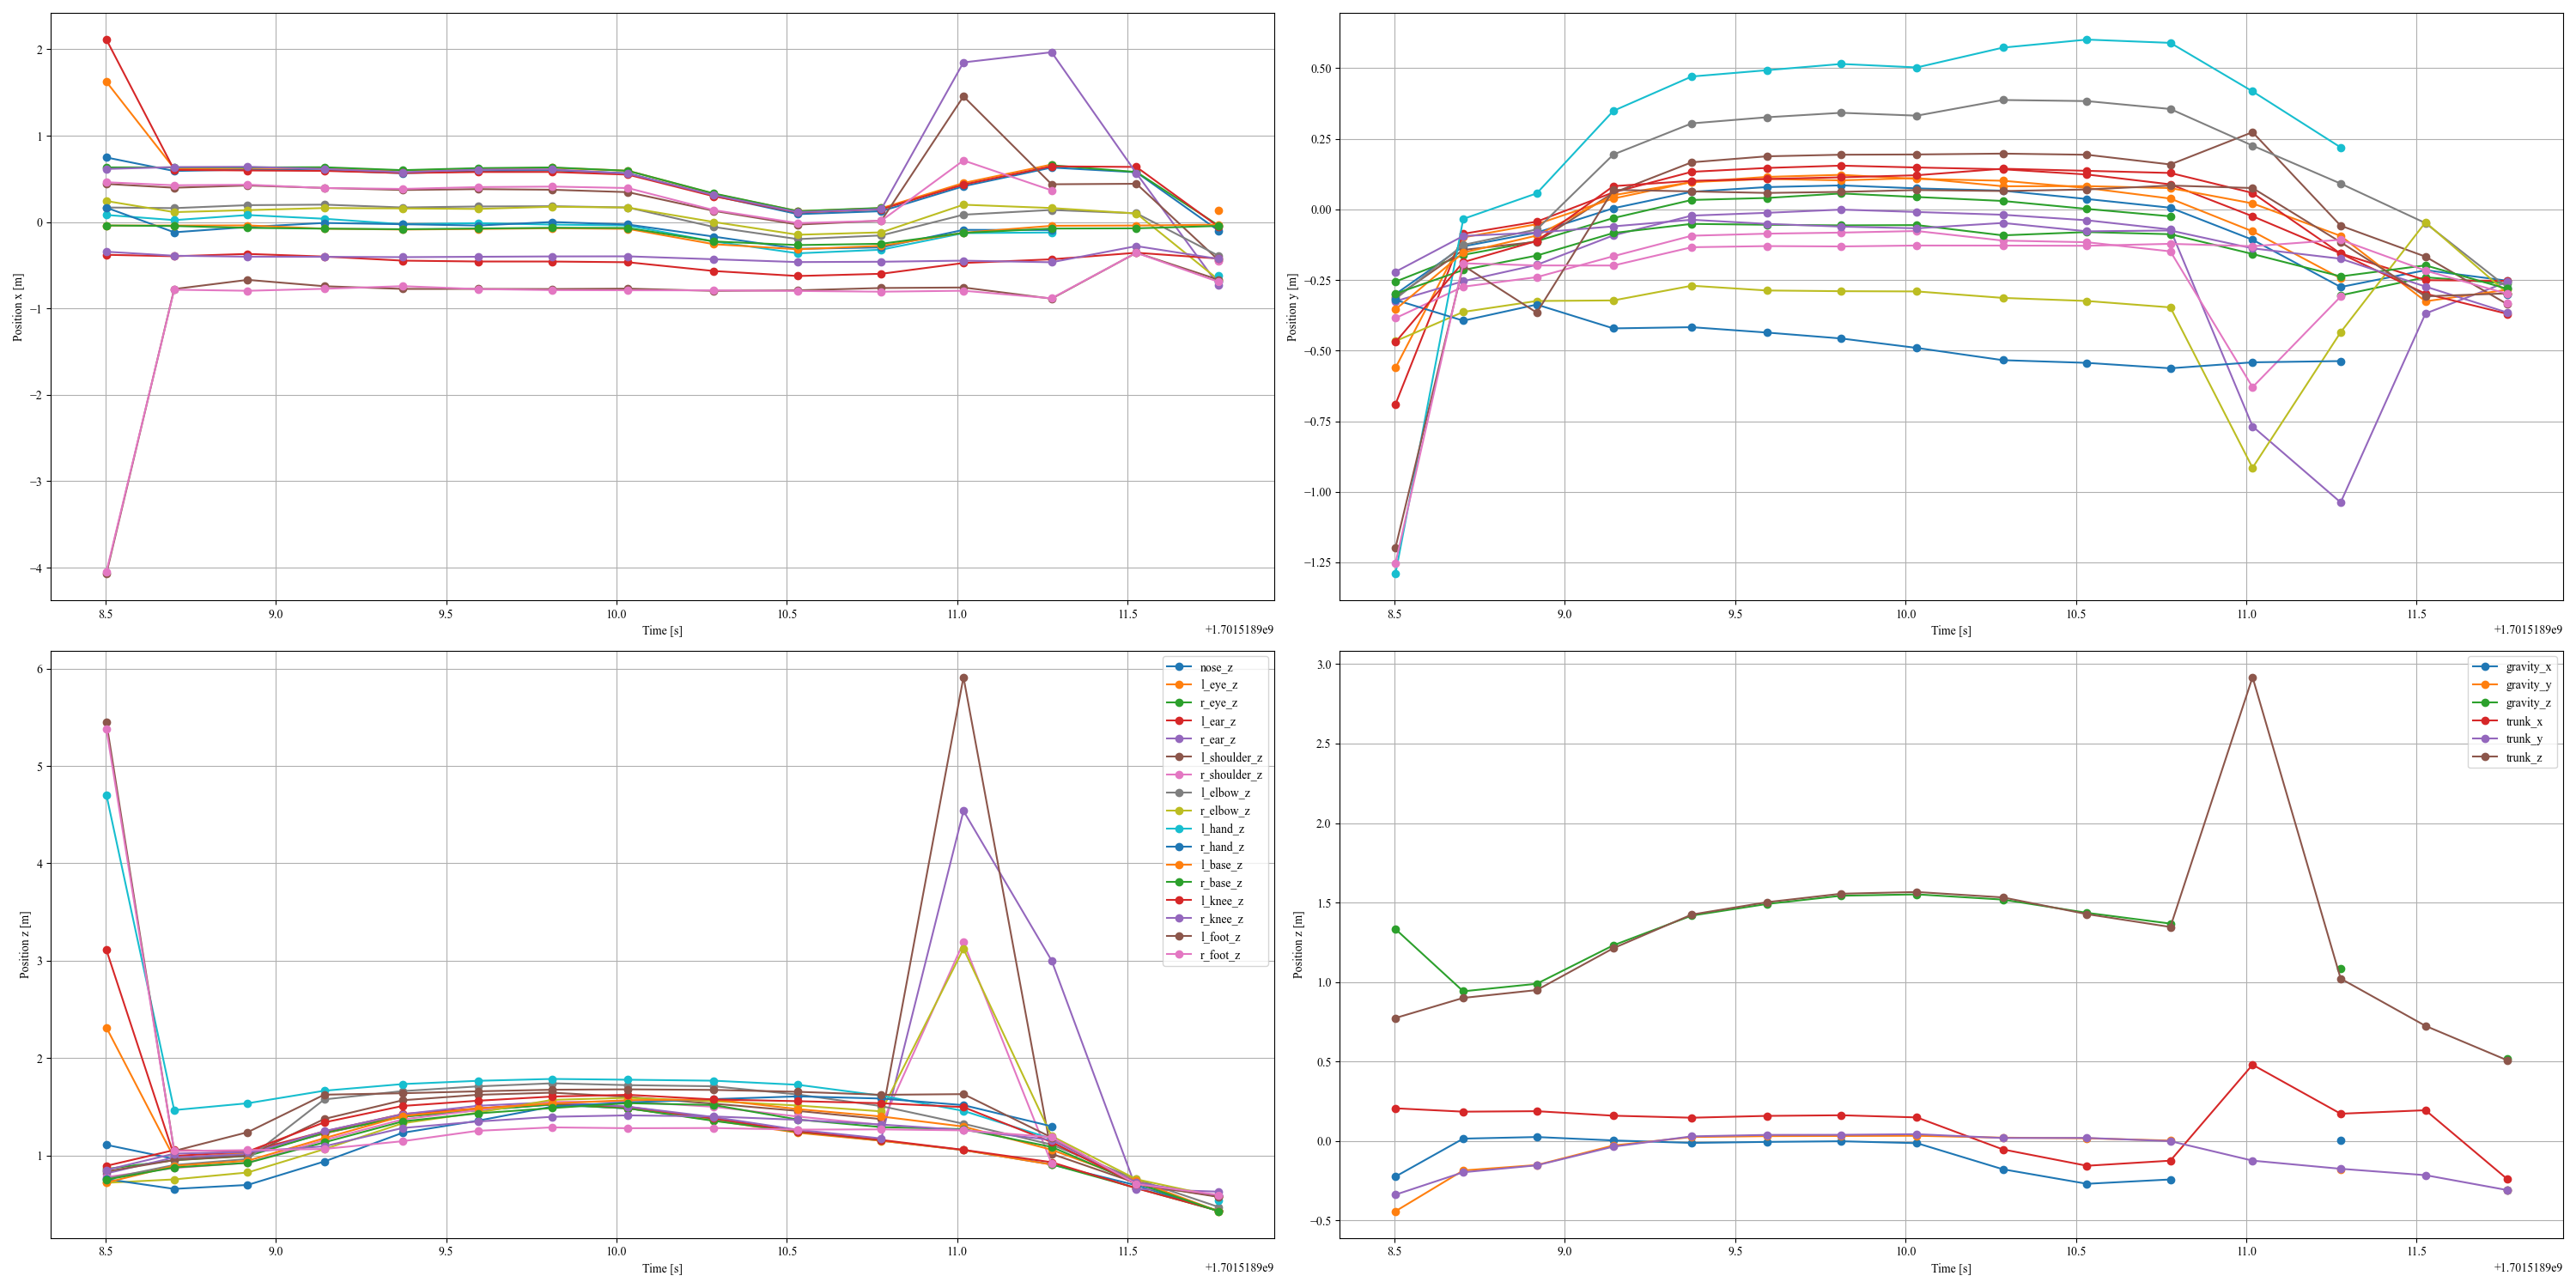 2
1
0
−1
−2
−3
−4
Position x [m]
8.5 9.0 9.5 10.0 10.5 11.0 11.5
Time [s]
+1.7015189e9
0.50
0.25
0.00
−0.25
−0.50
−0.75
−1.00
−1.25
Position y [m]
8.5 9.0 9.5 10.0 10.5 11.0 11.5
Time [s]
+1.7015189e9
6
5
4
3
2
1
Position z [m]
nose_z
l_eye_z
r_eye_z
l_ear_z
r_ear_z
l_shoulder_z
r_shoulder_z
l_elbow_z
r_elbow_z
l_hand_z
r_hand_z
l_base_z
r_base_z
l_knee_z
r_knee_z
l_foot_z
r_foot_z
8.5 9.0 9.5 10.0 10.5 11.0 11.5
Time [s]
+1.7015189e9
3.0
2.5
2.0
1.5
1.0
0.5
0.0
−0.5
Position z [m]
gravity_x
gravity_y
gravity_z
trunk_x
trunk_y
trunk_z
8.5 9.0 9.5 10.0 10.5 11.0 11.5
Time [s]
+1.7015189e9